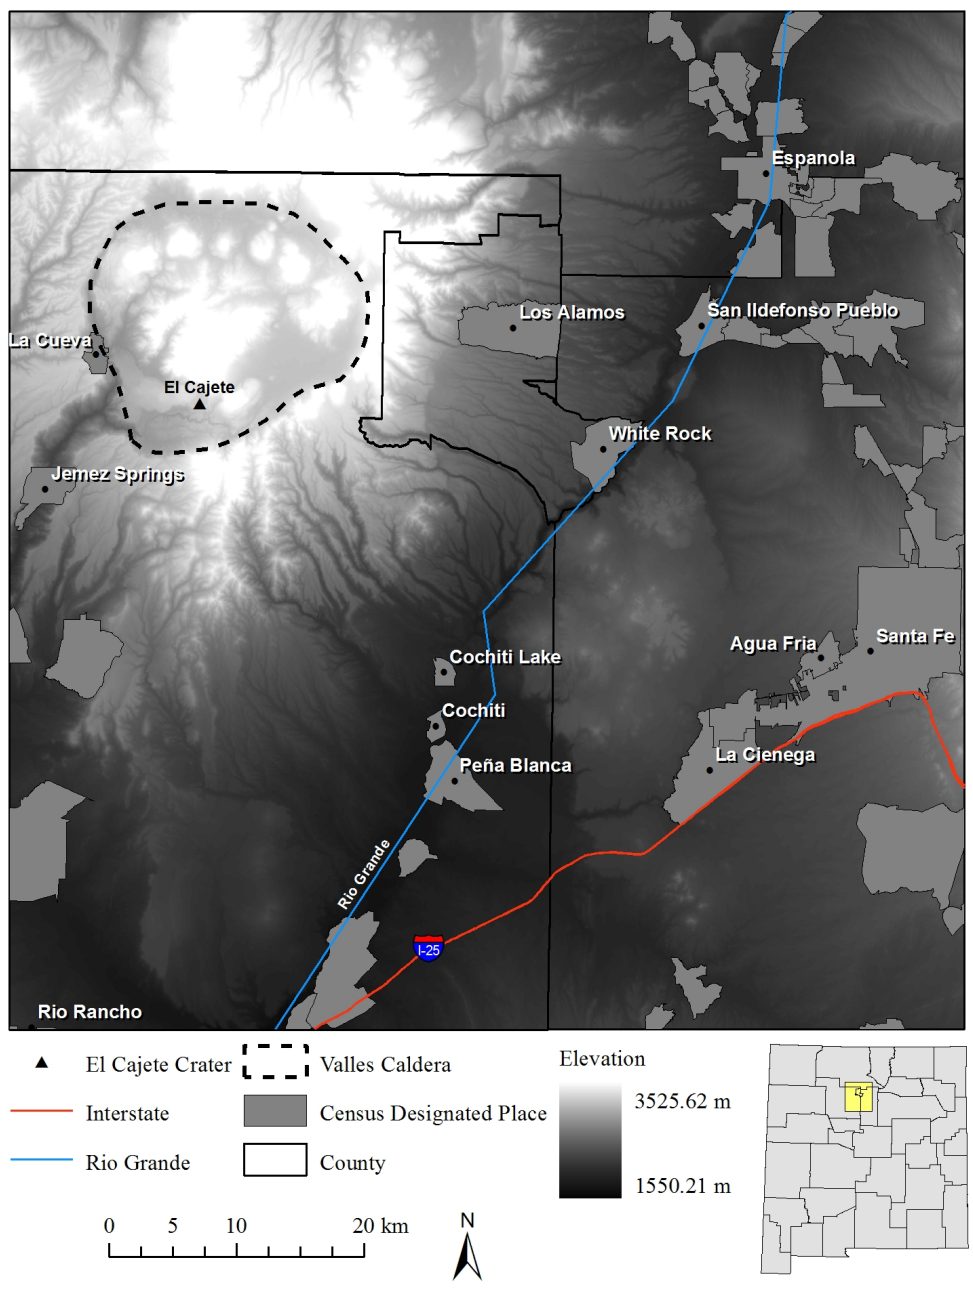 Espanola
Los Alamos
San Ildefonso Pueblo
La Cueva
El Cajete
White Rock
Jemez Springs
Agua Fria
Santa Fe
Cochiti Lake
Cochiti
La Cienega
Peña Blanca
Rio Grande
I-25
Rio Rancho
El Cajete Crater
Valles Caldera
Elevation
Interstate
Census Designated Place
3525.62 m
Rio Grande
County
1550.21 m
0 5 10 20 km
N